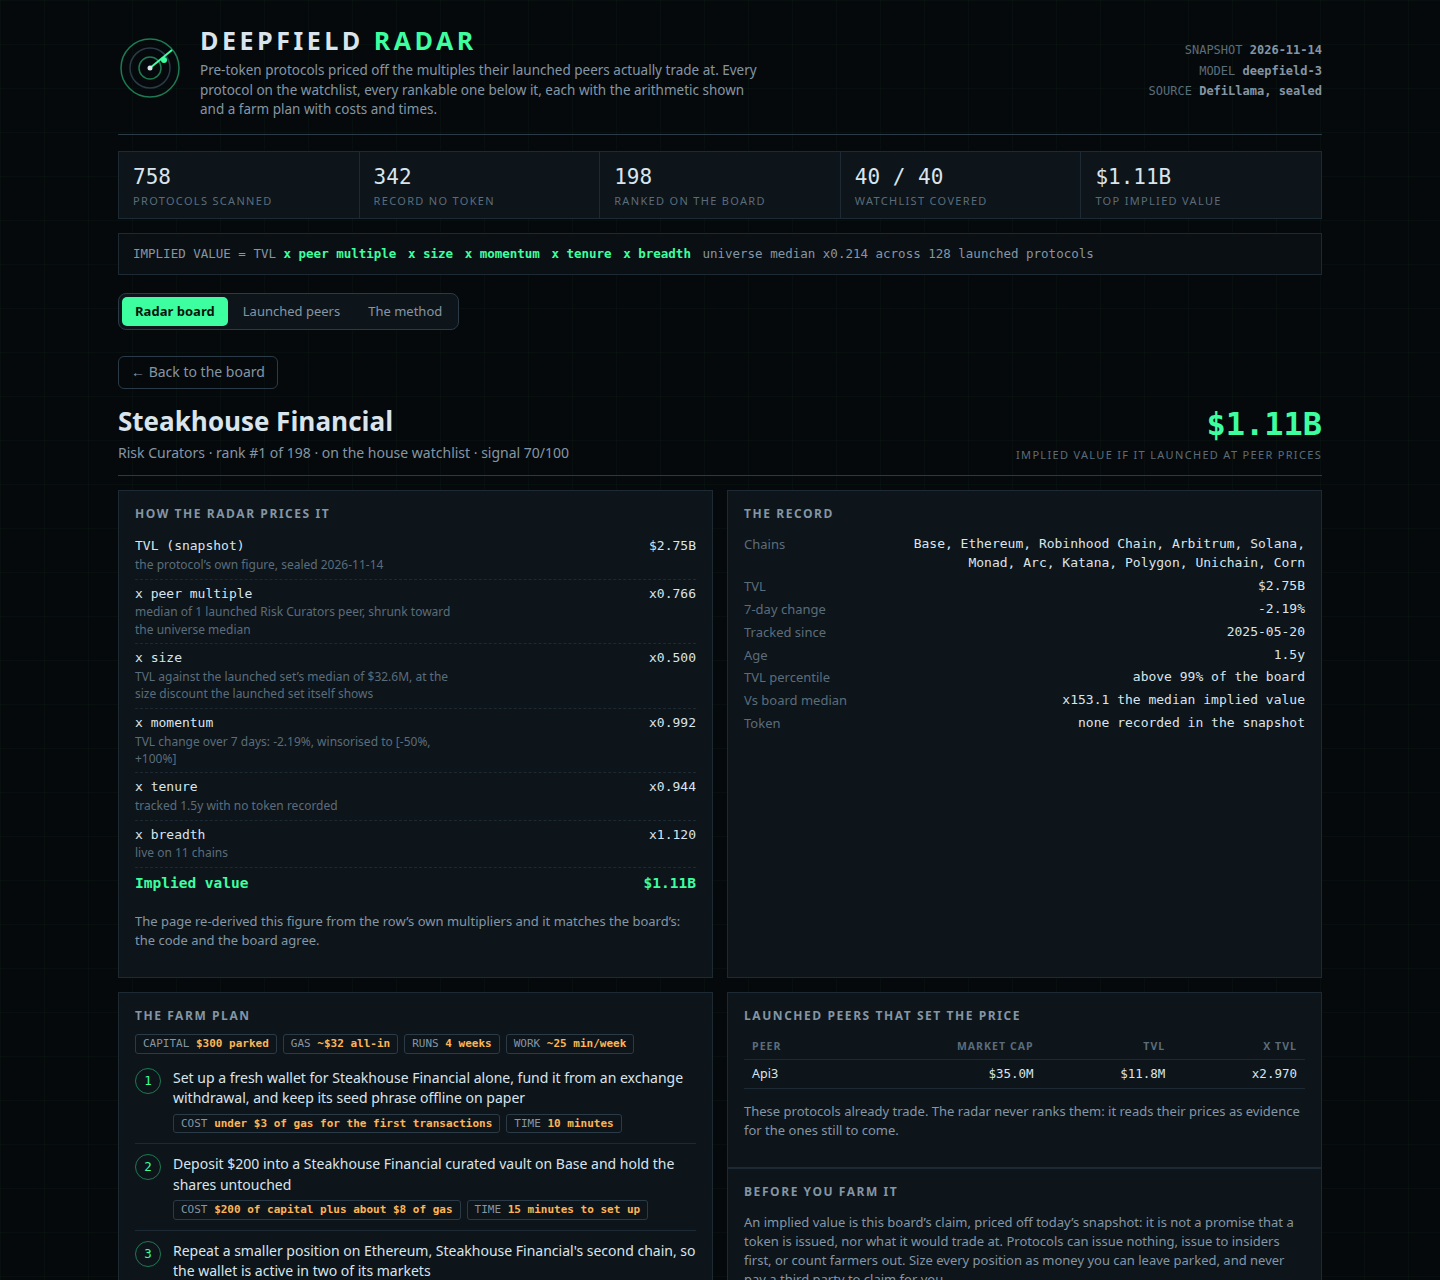 DEEPFIELD RADAR
Pre-token protocols priced off the multiples their launched peers actually trade at. Every
protocol on the watchlist, every rankable one below it, each with the arithmetic shown
and a farm plan with costs and times.
SNAPSHOT 2026-11-14
MODEL deepfield-3
SOURCE DefiLlama, sealed
758
PROTOCOLS SCANNED
342
RECORD NO TOKEN
198
RANKED ON THE BOARD
40 / 40
WATCHLIST COVERED
$1.11B
TOP IMPLIED VALUE
IMPLIED VALUE = TVL x peer multiple x size x momentum x tenure x breadth universe median x0.214 across 128 launched protocols
Radar board
Launched peers
The method
← Back to the board
Steakhouse Financial
Risk Curators · rank #1 of 198 · on the house watchlist · signal 70/100
$1.11B
IMPLIED VALUE IF IT LAUNCHED AT PEER PRICES
HOW THE RADAR PRICES IT
TVL (snapshot) $2.75B
the protocol's own figure, sealed 2026-11-14
x peer multiple x0.766
median of 1 launched Risk Curators peer, shrunk toward
the universe median
x size x0.500
TVL against the launched set's median of $32.6M, at the
size discount the launched set itself shows
x momentum x0.992
TVL change over 7 days: -2.19%, winsorised to [-50%,
+100%]
x tenure x0.944
tracked 1.5y with no token recorded
x breadth x1.120
live on 11 chains
Implied value $1.11B
The page re-derived this figure from the row's own multipliers and it matches the board's:
the code and the board agree.
THE RECORD
Chains Base, Ethereum, Robinhood Chain, Arbitrum, Solana,
Monad, Arc, Katana, Polygon, Unichain, Corn
TVL $2.75B
7-day change -2.19%
Tracked since 2025-05-20
Age 1.5y
TVL percentile above 99% of the board
Vs board median x153.1 the median implied value
Token none recorded in the snapshot
THE FARM PLAN
CAPITAL $300 parked
GAS ~$32 all-in
RUNS 4 weeks
WORK ~25 min/week
1 Set up a fresh wallet for Steakhouse Financial alone, fund it from an exchange
withdrawal, and keep its seed phrase offline on paper
COST under $3 of gas for the first transactions
TIME 10 minutes
2 Deposit $200 into a Steakhouse Financial curated vault on Base and hold the
shares untouched
COST $200 of capital plus about $8 of gas
TIME 15 minutes to set up
3 Repeat a smaller position on Ethereum, Steakhouse Financial's second chain, so
the wallet is active in two of its markets
LAUNCHED PEERS THAT SET THE PRICE
PEER MARKET CAP TVL X TVL
Api3 $35.0M $11.8M x2.970
These protocols already trade. The radar never ranks them: it reads their prices as evidence
for the ones still to come.
BEFORE YOU FARM IT
An implied value is this board's claim, priced off today's snapshot: it is not a promise that a
token is issued, nor what it would trade at. Protocols can issue nothing, issue to insiders
first, or count farmers out. Size every position as money you can leave parked, and never
pay a third party to claim for you.